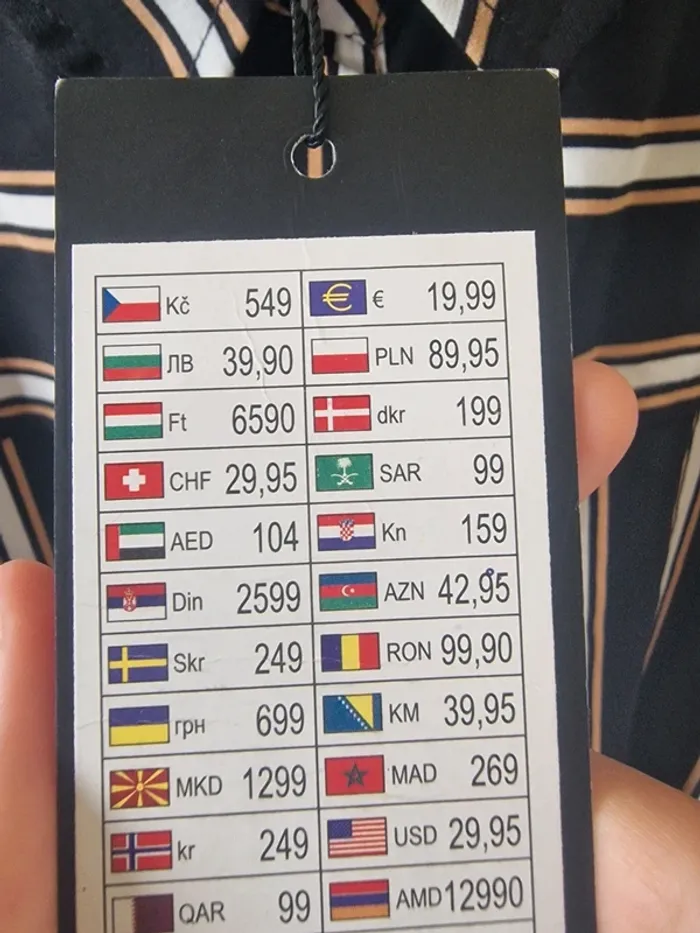 Kč 549 € 19,99
ЛВ 39,90 PLN 89,95
Ft 6590 dkr 199
CHF 29,95 SAR 99
AED 104 Kn 159
Din 2599 AZN 42,95
Skr 249 RON 99,90
грн 699 KM 39,95
MKD 1299 MAD 269
kr 249 USD 29,95
QAR 99 AMD 12990